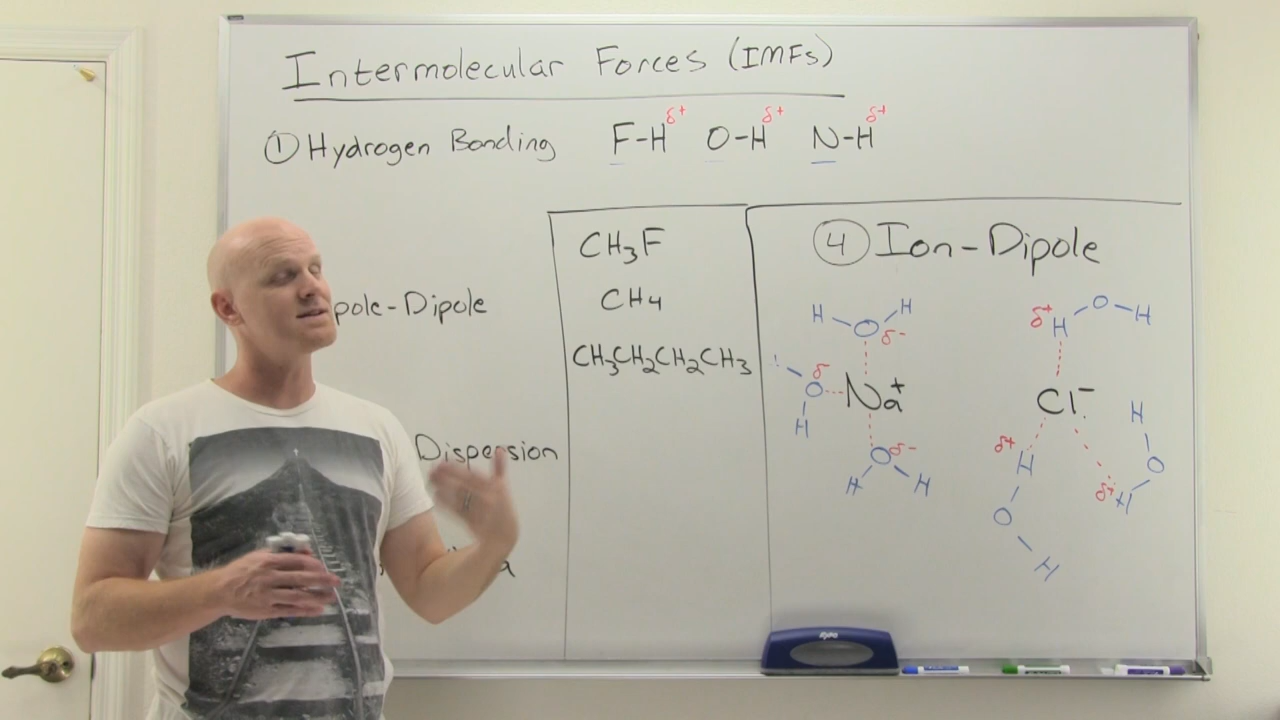 Intermolecular Forces (IMFs)
① Hydrogen Bonding F-H δ+ O-H δ+ N-H δ+
pole-Dipole
Dispersion
CH₃F
CH₄
CH₃CH₂CH₂CH₃
④ Ion-Dipole
H O H δ-
O δ- H
Na⁺
O δ- H H
δ+ H O H
Cl⁻
δ+ H O H
H O H δ+
EXPO